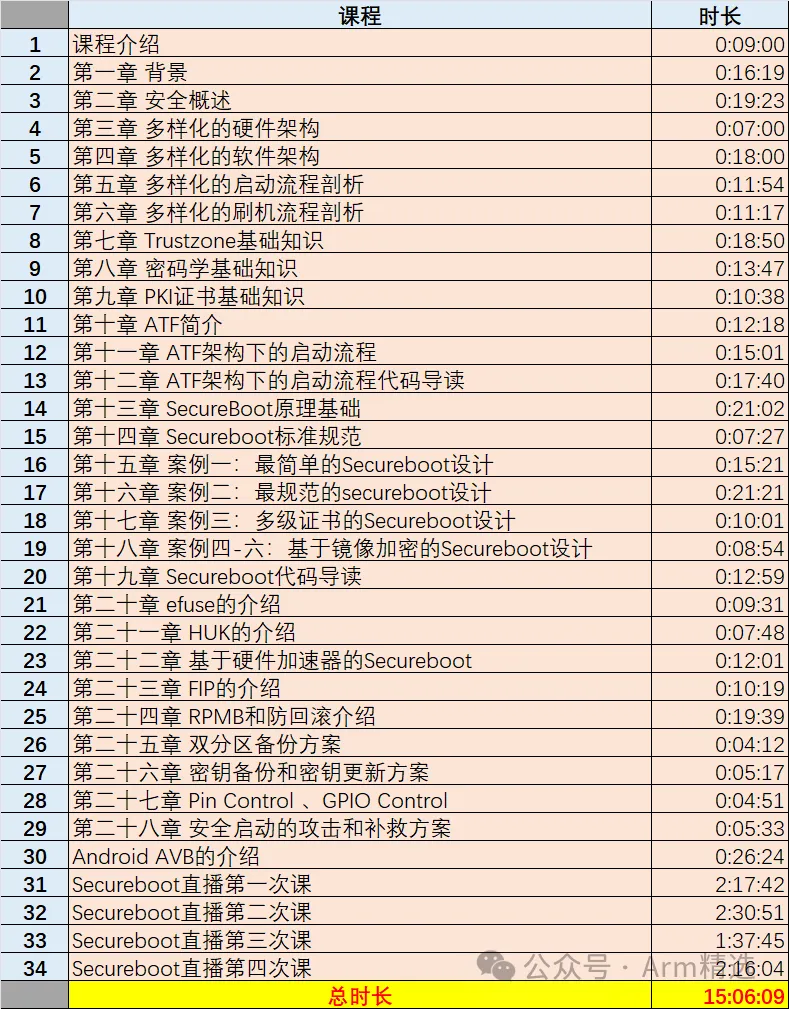 课程 时长
1 课程介绍 0:09:00
2 第一章 背景 0:16:19
3 第二章 安全概述 0:19:23
4 第三章 多样化的硬件架构 0:07:00
5 第四章 多样化的软件架构 0:18:00
6 第五章 多样化的启动流程剖析 0:11:54
7 第六章 多样化的刷机流程剖析 0:11:17
8 第七章 Trustzone基础知识 0:18:50
9 第八章 密码学基础知识 0:13:47
10 第九章 PKI证书基础知识 0:10:38
11 第十章 ATF简介 0:12:18
12 第十一章 ATF架构下的启动流程 0:15:01
13 第十二章 ATF架构下的启动流程代码导读 0:17:40
14 第十三章 SecureBoot原理基础 0:21:02
15 第十四章 Secureboot标准规范 0:07:27
16 第十五章 案例一：最简单的Secureboot设计 0:15:21
17 第十六章 案例二：最规范的secureboot设计 0:21:21
18 第十七章 案例三：多级证书的Secureboot设计 0:10:01
19 第十八章 案例四-六：基于镜像加密的Secureboot设计 0:08:54
20 第十九章 Secureboot代码导读 0:12:59
21 第二十章 efuse的介绍 0:09:31
22 第二十一章 HUK的介绍 0:07:48
23 第二十二章 基于硬件加速器的Secureboot 0:12:01
24 第二十三章 FIP的介绍 0:10:19
25 第二十四章 RPMB和防回滚介绍 0:19:39
26 第二十五章 双分区备份方案 0:04:12
27 第二十六章 密钥备份和密钥更新方案 0:05:17
28 第二十七章 Pin Control 、GPIO Control 0:04:51
29 第二十八章 安全启动的攻击和补救方案 0:05:33
30 Android AVB的介绍 0:26:24
31 Secureboot直播第一次课 2:17:42
32 Secureboot直播第二次课 2:30:51
33 Secureboot直播第三次课 1:37:45
34 Secureboot直播第四次课 2:16:04
公众号 · Arm精选
总时长 15:06:09